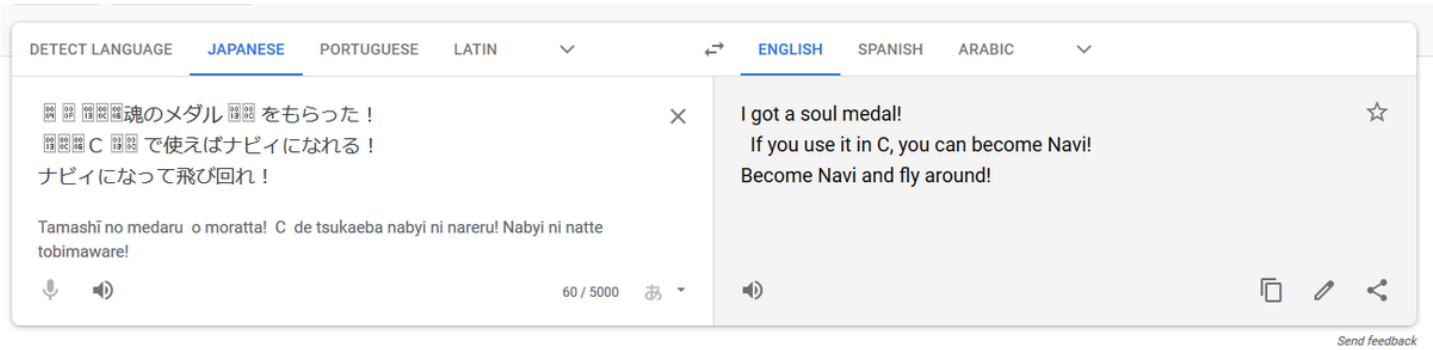 DETECT LANGUAGE JAPANESE PORTUGUESE LATIN ENGLISH SPANISH ARABIC
魂のメダル をもらった！
C で使えばナビィになれる！
ナビィになって飛び回れ！
Tamashī no medaru o moratta! C de tsukaeba nabyi ni nareru! Nabyi ni natte
tobimaware!
60 / 5000 あ
I got a soul medal!
If you use it in C, you can become Navi!
Become Navi and fly around!
Send feedback